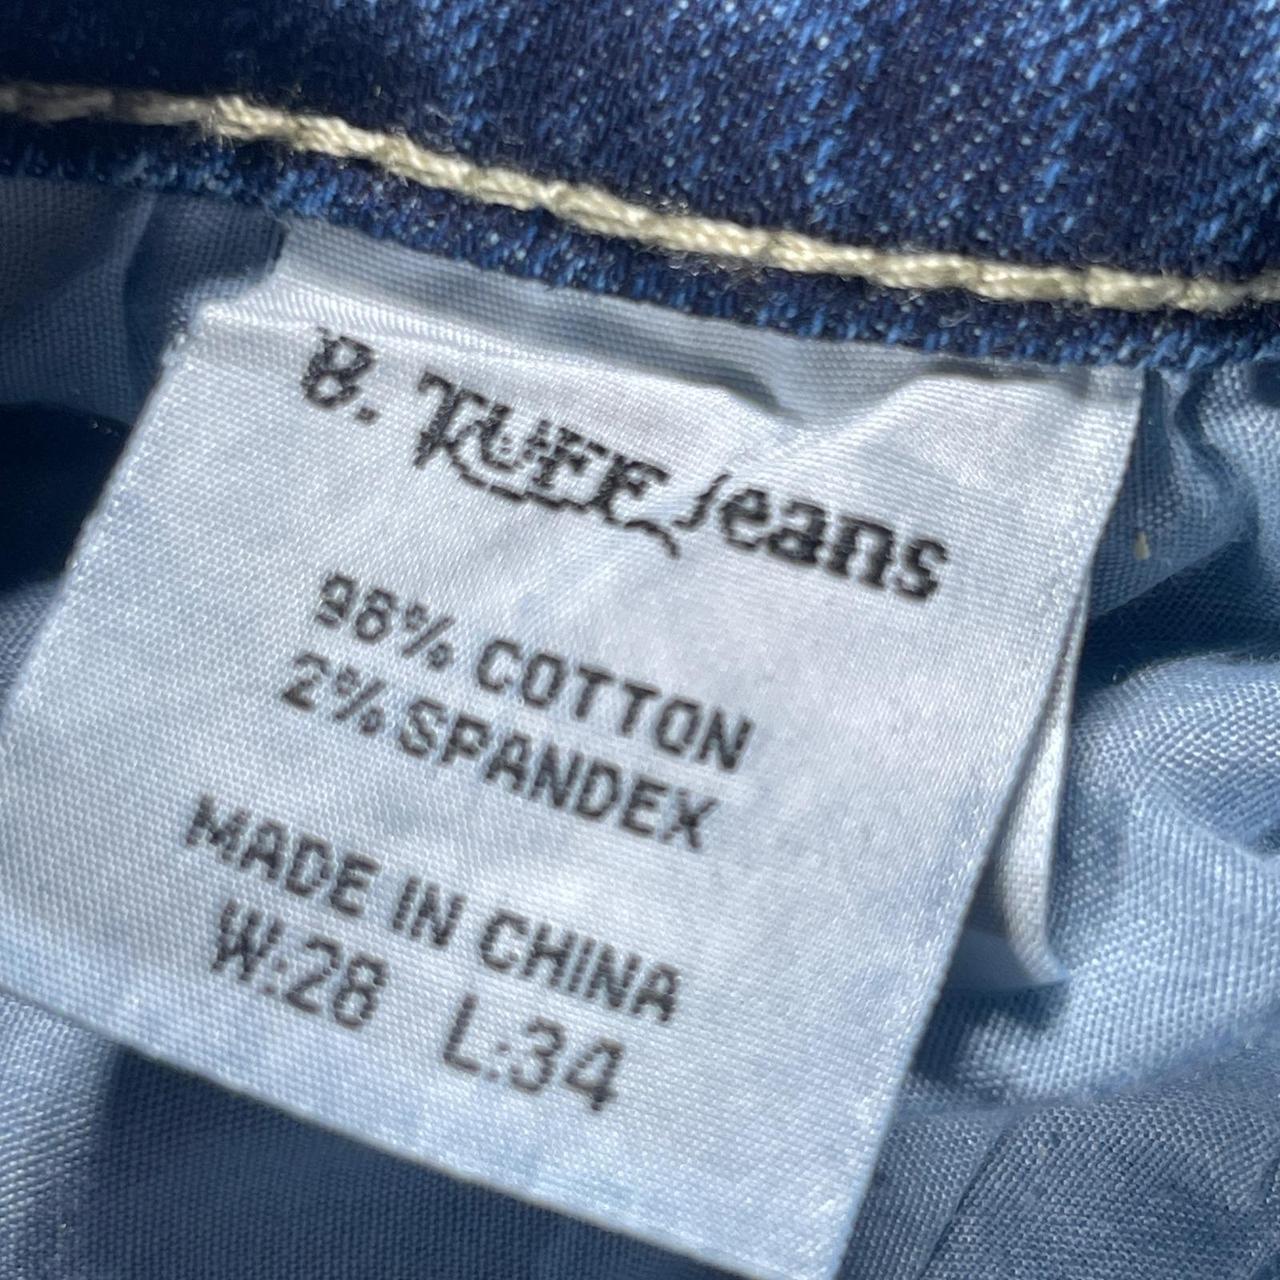 B. TUFF Jeans
98% COTTON
2% SPANDEX
MADE IN CHINA
W:28 L:34